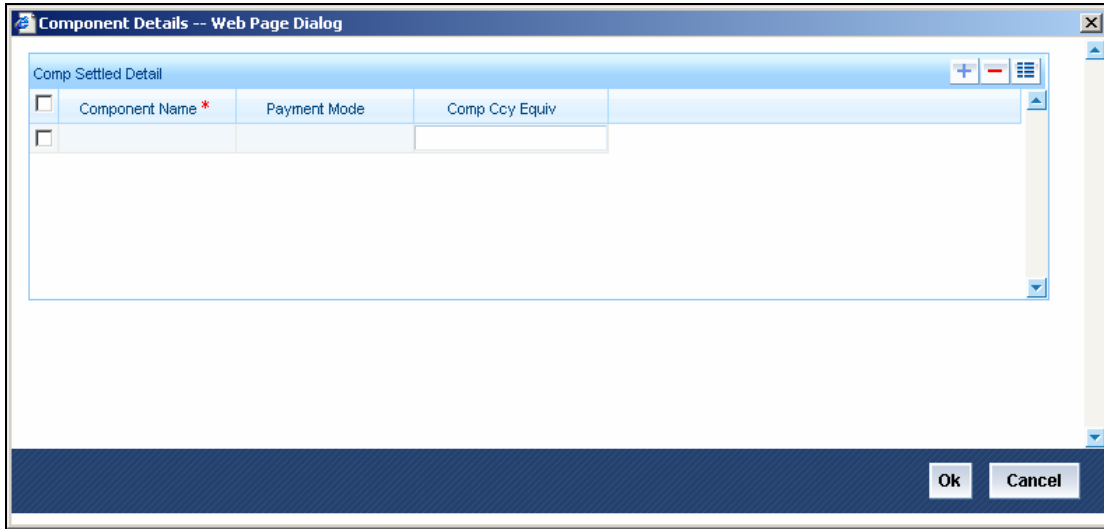 Component Details -- Web Page Dialog
Comp Settled Detail
Component Name * Payment Mode Comp Ccy Equiv
Ok Cancel